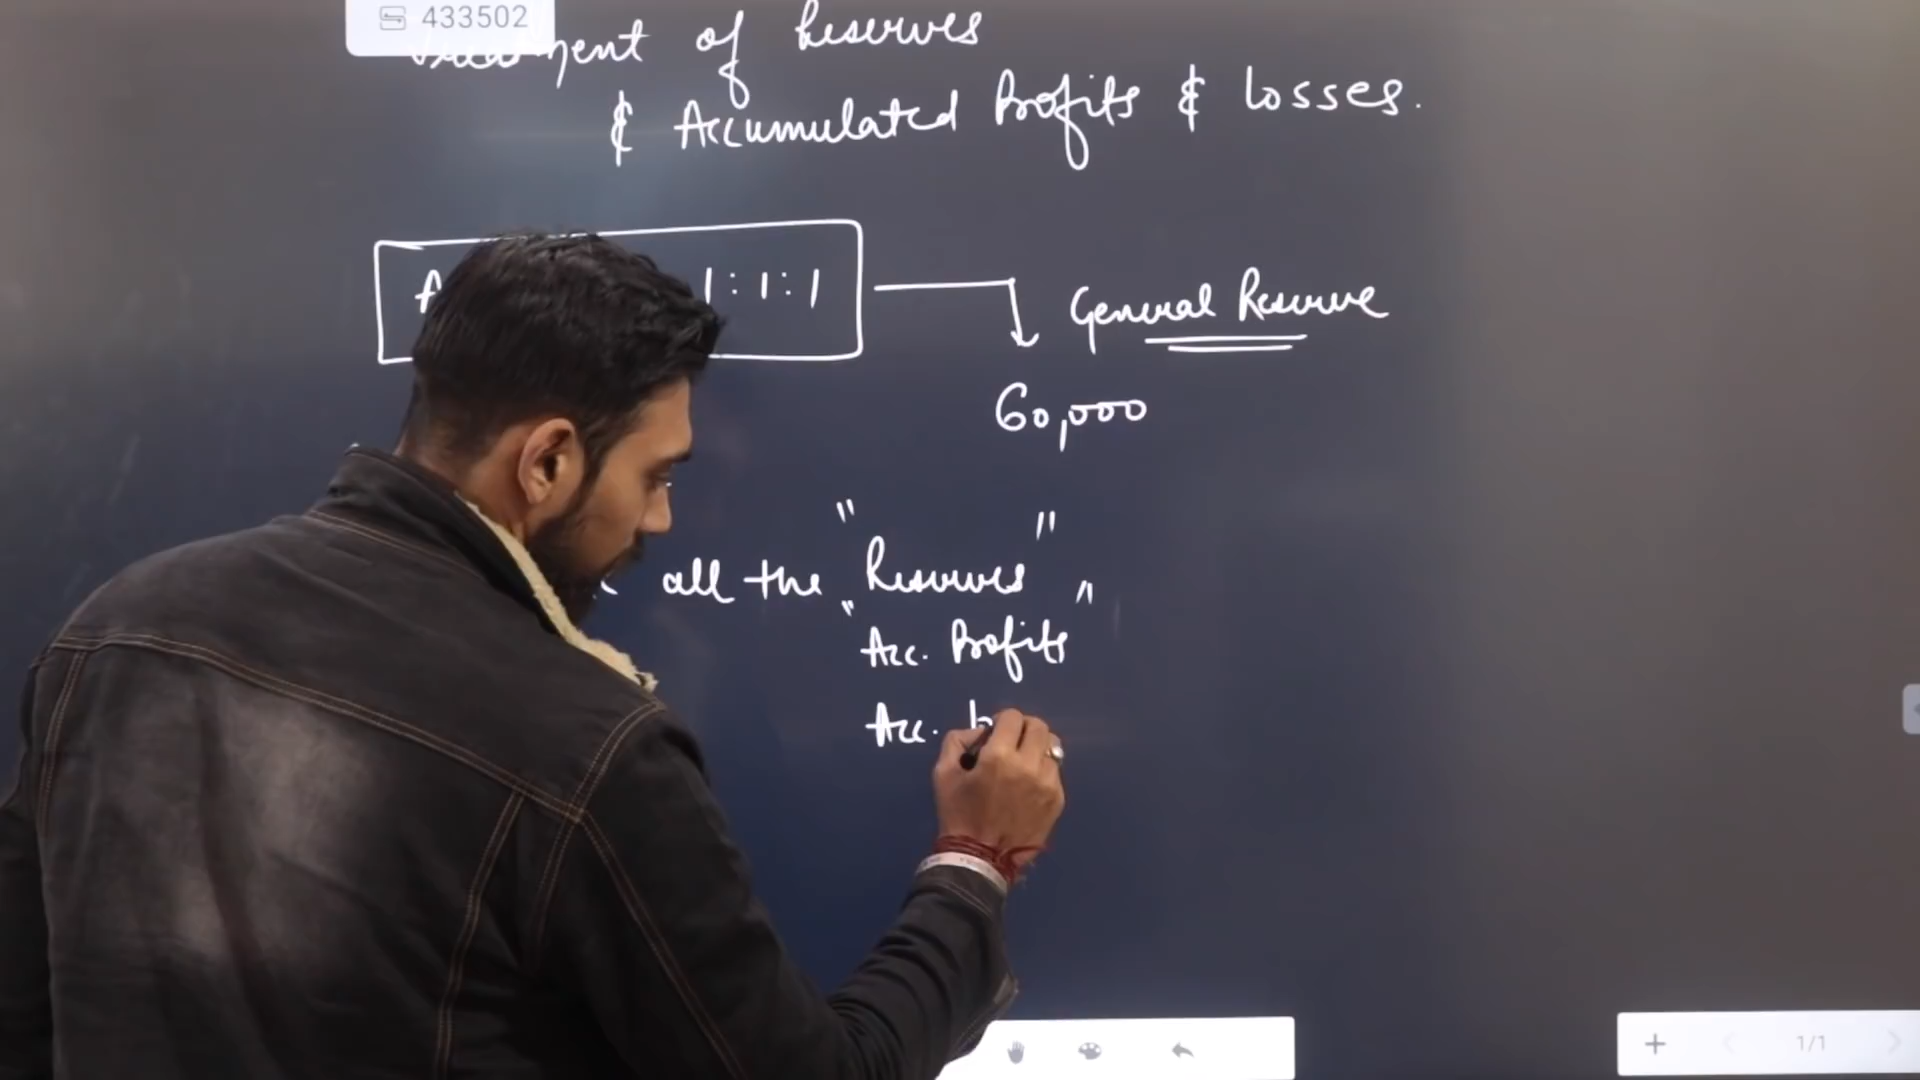 433502
Treatment of Reserves
& Accumulated Profits & Losses.
1:1:1
General Reserve
60,000
all the "Reserves"
"Acc. Profits"
Acc.
1/1